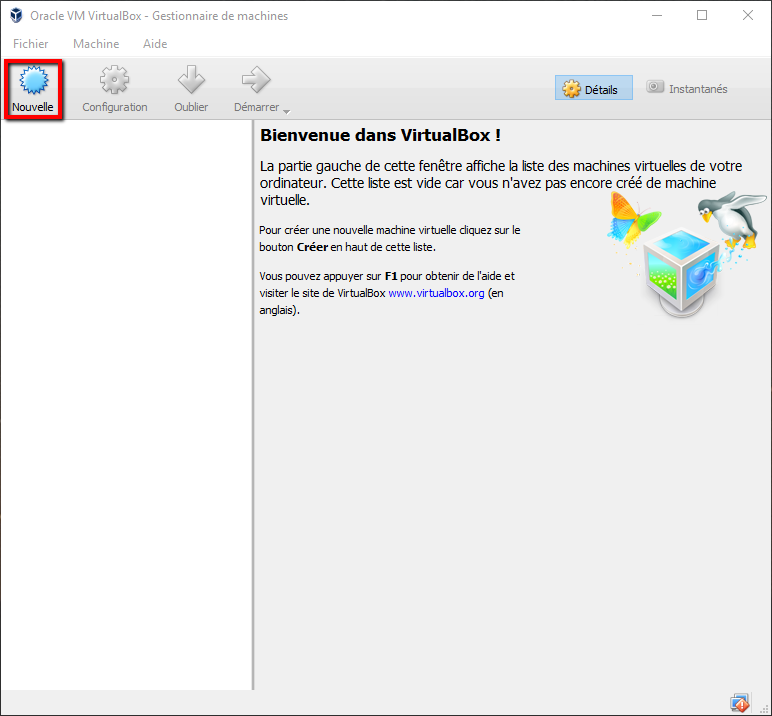 Oracle VM VirtualBox - Gestionnaire de machines
Fichier Machine Aide
Nouvelle Configuration Oublier Démarrer Détails Instantanés
Bienvenue dans VirtualBox !
La partie gauche de cette fenêtre affiche la liste des machines virtuelles de votre
ordinateur. Cette liste est vide car vous n'avez pas encore créé de machine
virtuelle.
Pour créer une nouvelle machine virtuelle cliquez sur le
bouton Créer en haut de cette liste.
Vous pouvez appuyer sur F1 pour obtenir de l'aide et
visiter le site de VirtualBox www.virtualbox.org (en
anglais).